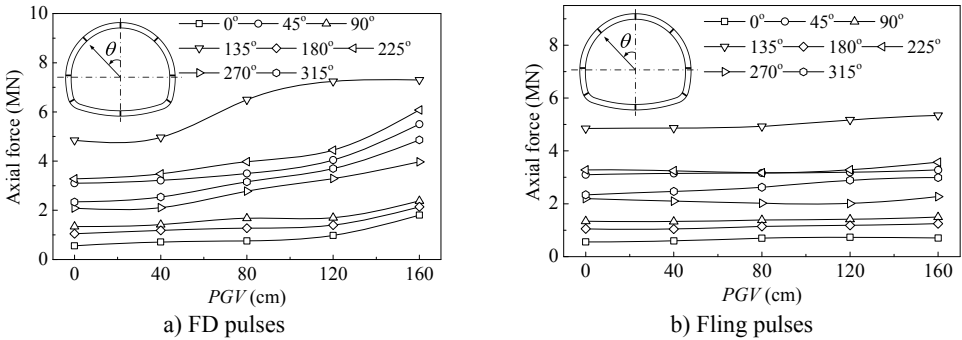 10
8
6
4
2
0
Axial force (MN)
θ
0° 45° 90°
135° 180° 225°
270° 315°
0 40 80 120 160
PGV (cm)
a) FD pulses
8
6
4
2
0
Axial force (MN)
θ
0° 45° 90°
135° 180° 225°
270° 315°
0 40 80 120 160
PGV (cm)
b) Fling pulses